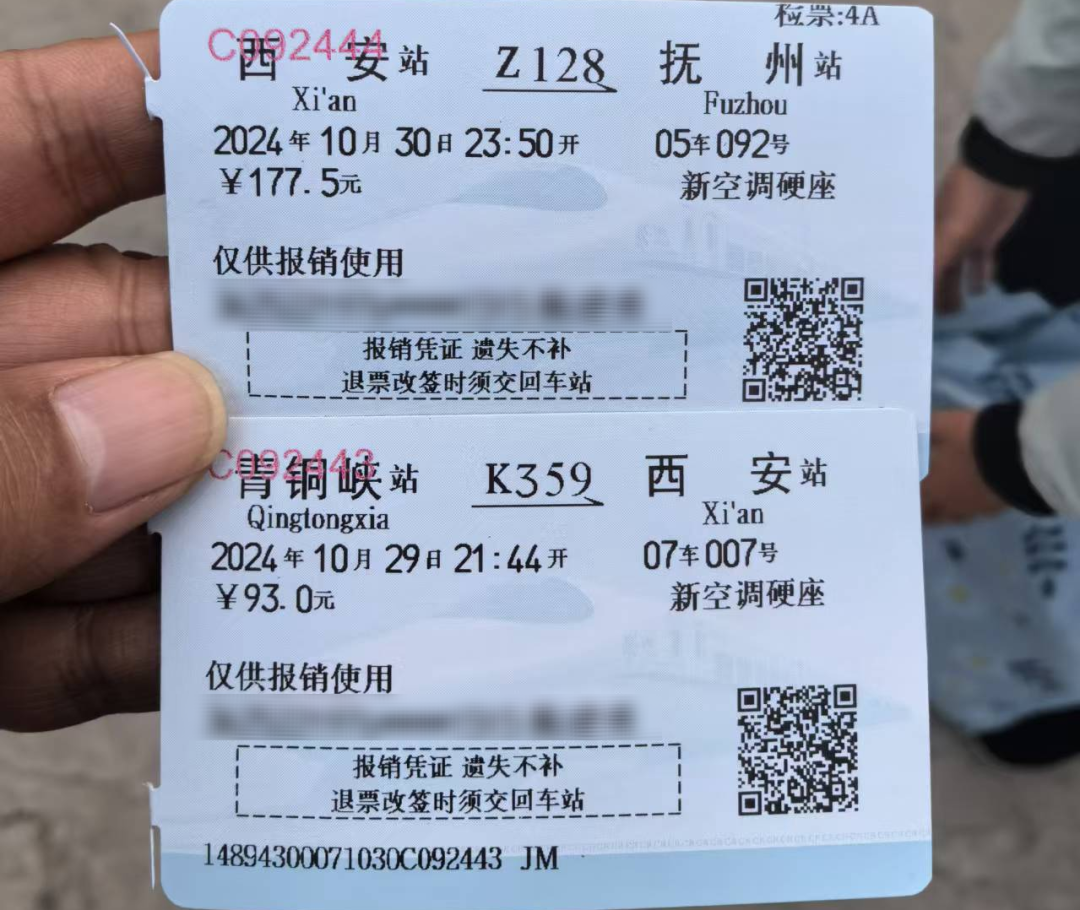 检票:4A
C092444
西安站 Z128 抚州站
Xi'an Fuzhou
2024年10月30日23:50开 05车092号
￥177.5元 新空调硬座
仅供报销使用
报销凭证 遗失不补
退票改签时须交回车站
C092443
青铜峡站 K359 西安站
Qingtongxia Xi'an
2024年10月29日21:44开 07车007号
￥93.0元 新空调硬座
仅供报销使用
报销凭证 遗失不补
退票改签时须交回车站
14894300071030C092443 JM